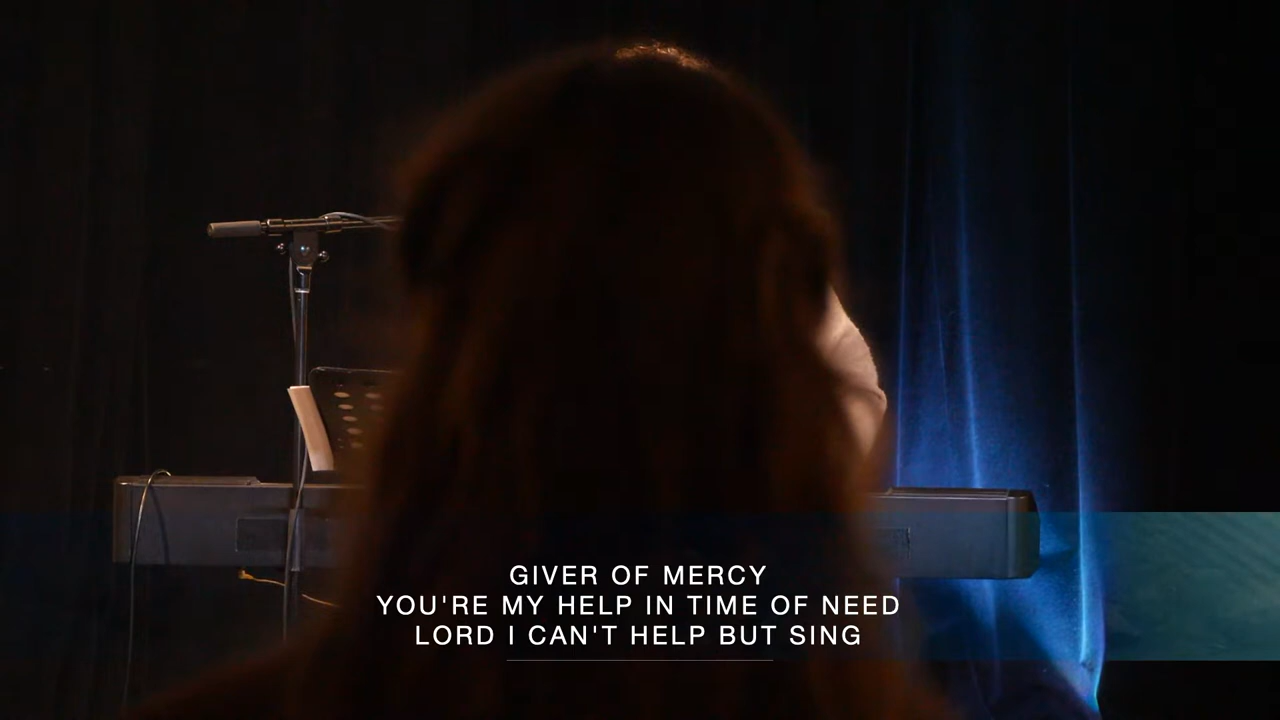 GIVER OF MERCY
YOU'RE MY HELP IN TIME OF NEED
LORD I CAN'T HELP BUT SING